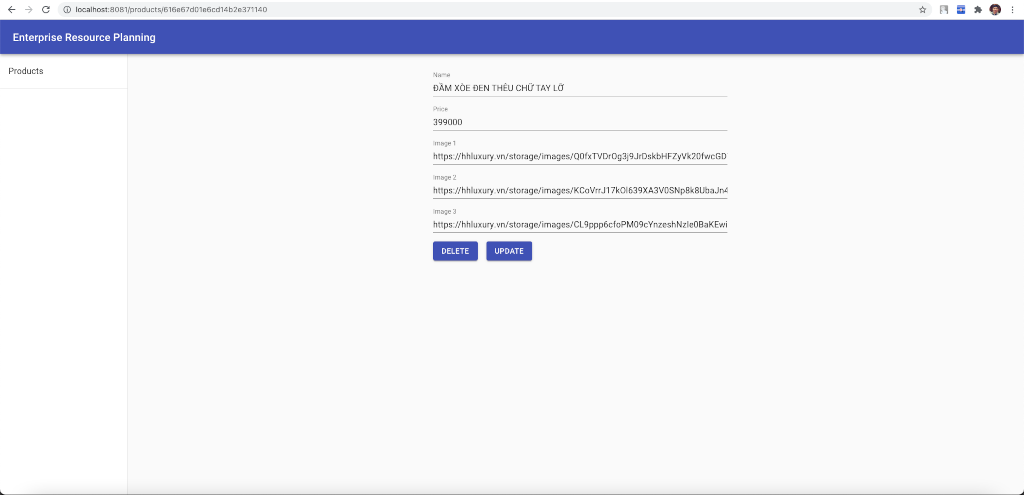 localhost:8081/products/616e67d01e6cd14b2e371140
Enterprise Resource Planning
Products
Name
ĐẦM XÒE ĐEN THÊU CHỮ TAY LỠ
Price
399000
Image 1
https://hhluxury.vn/storage/images/Q0fxTVDrOg3j9JrDskbHFZyVk20fwcGD
Image 2
https://hhluxury.vn/storage/images/KCoVrrJ17kOl639XA3V0SNp8k8UbaJn4
Image 3
https://hhluxury.vn/storage/images/CL9ppp6cfoPM09cYnzeshNzIe0BaKEwi
DELETE UPDATE